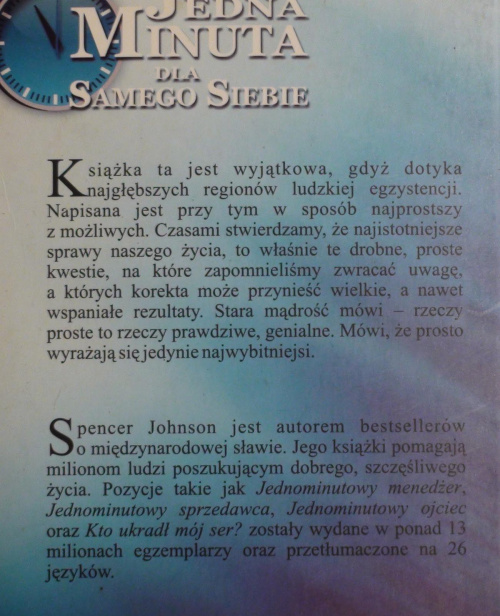 JEDNA
MINUTA
DLA
SAMEGO SIEBIE
Książka ta jest wyjątkowa, gdyż dotyka
najgłębszych regionów ludzkiej egzystencji.
Napisana jest przy tym w sposób najprostszy
z możliwych. Czasami stwierdzamy, że najistotniejsze
sprawy naszego życia, to właśnie te drobne, proste
kwestie, na które zapomnieliśmy zwracać uwagę,
a których korekta może przynieść wielkie, a nawet
wspaniałe rezultaty. Stara mądrość mówi – rzeczy
proste to rzeczy prawdziwe, genialne. Mówi, że prosto
wyrażają się jedynie najwybitniejsi.
Spencer Johnson jest autorem bestsellerów
o międzynarodowej sławie. Jego książki pomagają
milionom ludzi poszukującym dobrego, szczęśliwego
życia. Pozycje takie jak Jednominutowy menedżer,
Jednominutowy sprzedawca, Jednominutowy ojciec
oraz Kto ukradł mój ser? zostały wydane w ponad 13
milionach egzemplarzy oraz przetłumaczone na 26
języków.